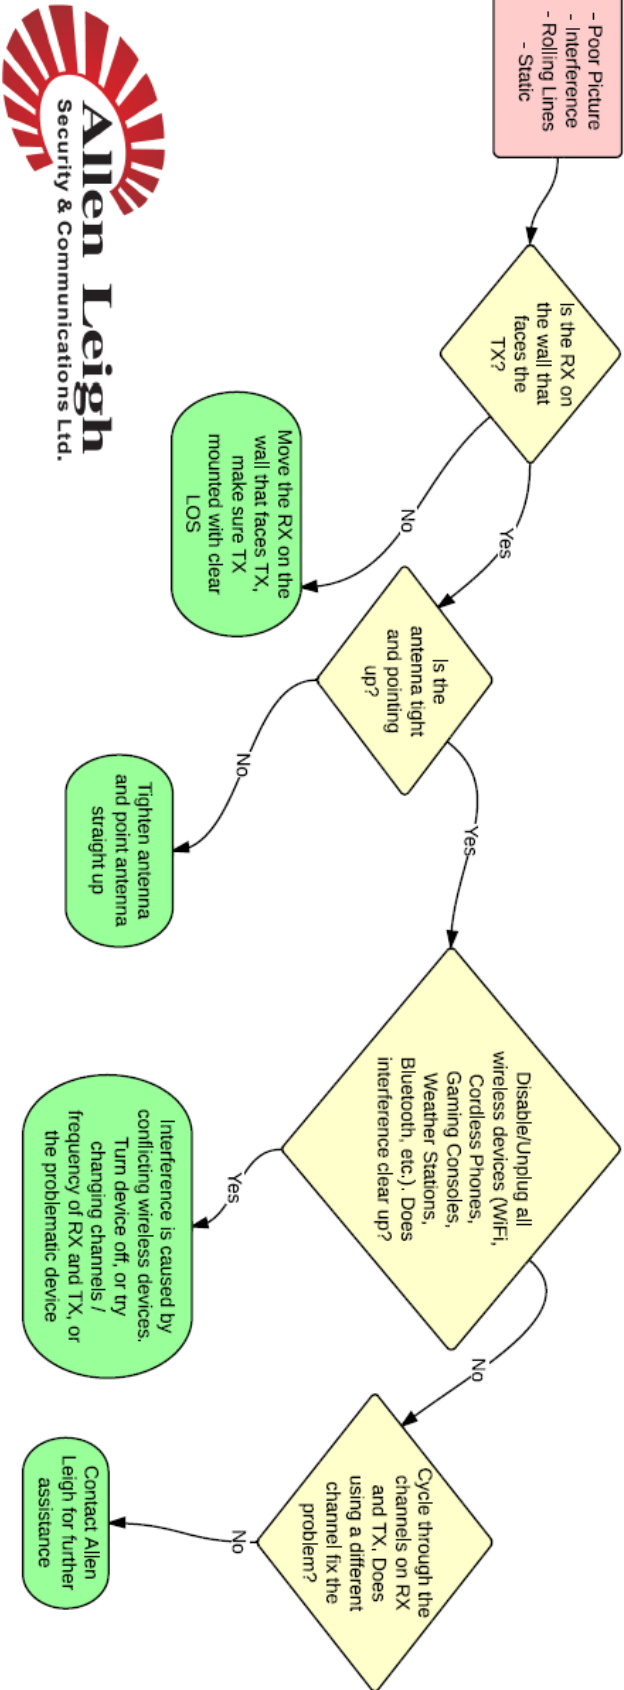 - Poor Picture
- Interference
- Rolling Lines
- Static
Is the RX on
the wall that
faces the
TX?
No
Yes
Move the RX on the
wall that faces TX,
make sure TX
mounted with clear
LOS
Is the
antenna tight
and pointing
up?
No
Yes
Tighten antenna
and point antenna
straight up
Disable/Unplug all
wireless devices (WiFi,
Cordless Phones,
Gaming Consoles,
Weather Stations,
Bluetooth, etc.). Does
interference clear up?
Yes
No
Interference is caused by
conflicting wireless devices.
Turn device off, or try
changing channels /
frequency of RX and TX, or
the problematic device
Cycle through the
channels on RX
and TX. Does
using a different
channel fix the
problem?
No
Contact Allen
Leigh for further
assistance
Allen Leigh
Security & Communications Ltd.